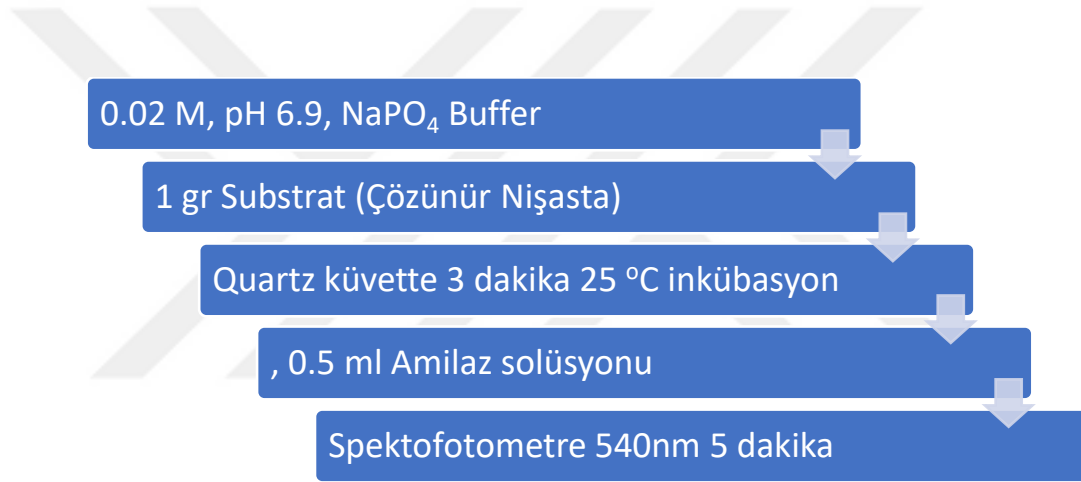 0.02 M, pH 6.9, NaPO₄ Buffer
1 gr Substrat (Çözünür Nişasta)
Quartz küvette 3 dakika 25 ᵒC inkübasyon
, 0.5 ml Amilaz solüsyonu
Spektofotometre 540nm 5 dakika